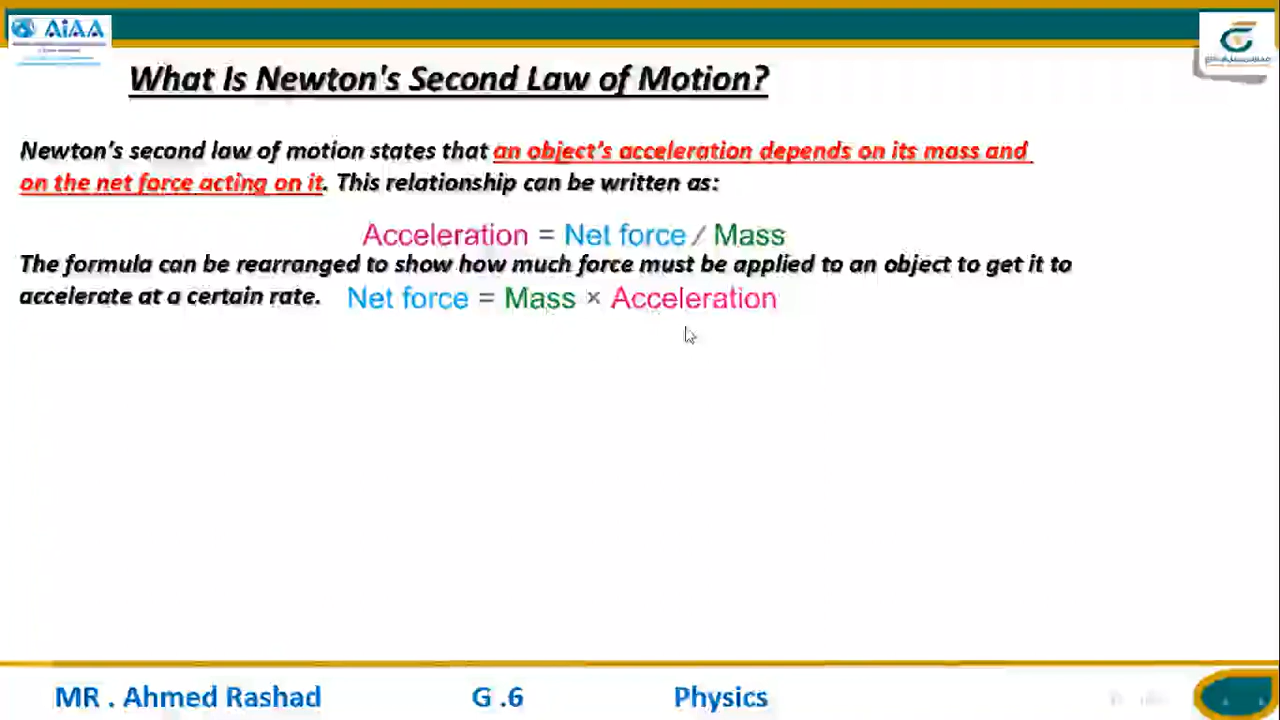 AiAA
What Is Newton's Second Law of Motion?
Newton's second law of motion states that an object's acceleration depends on its mass and
on the net force acting on it. This relationship can be written as:
Acceleration = Net force / Mass
The formula can be rearranged to show how much force must be applied to an object to get it to
accelerate at a certain rate. Net force = Mass × Acceleration
MR . Ahmed Rashad G .6 Physics